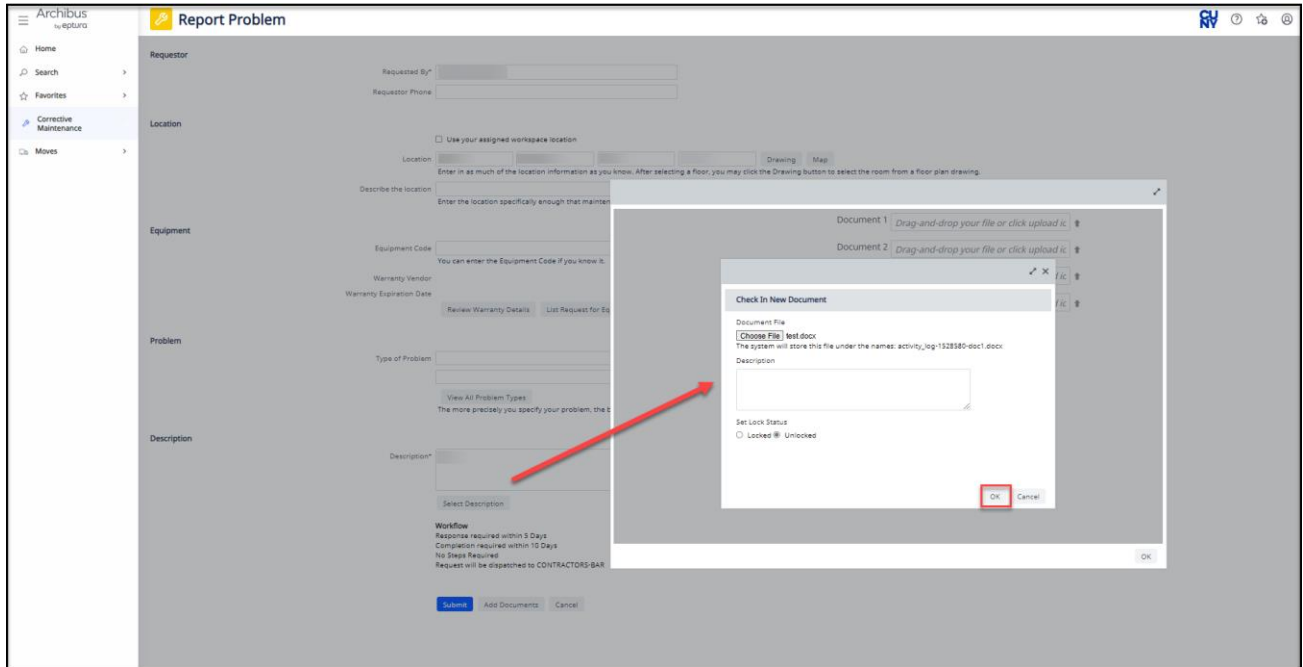 Archibus
by eptura
Report Problem
CUNY
Home
Search
Favorites
Corrective
Maintenance
Moves
Requestor
Requested By*
Requestor Phone
Location
Use your assigned workspace location
Location
Drawing
Map
Enter in as much of the location information as you know. After selecting a floor, you may click the Drawing button to select the room from a floor plan drawing.
Describe the location
Enter the location specifically enough that mainten
Equipment
Equipment Code
You can enter the Equipment Code if you know it.
Warranty Vendor
Warranty Expiration Date
Review Warranty Details
List Request for Eq
Problem
Type of Problem
View All Problem Types
The more precisely you specify your problem, the b
Description
Description*
Select Description
Workflow
Response required within 5 Days
Completion required within 10 Days
No Steps Required
Request will be dispatched to CONTRACTORS-BAR
Submit
Add Documents
Cancel
Document 1
Drag-and-drop your file or click upload ic
Document 2
Drag-and-drop your file or click upload ic
d ic
d ic
Check In New Document
Document File
Choose File test.docx
The system will store this file under the names: activity_log-1528580-doc1.docx
Description
Set Lock Status
Locked Unlocked
OK
Cancel
OK